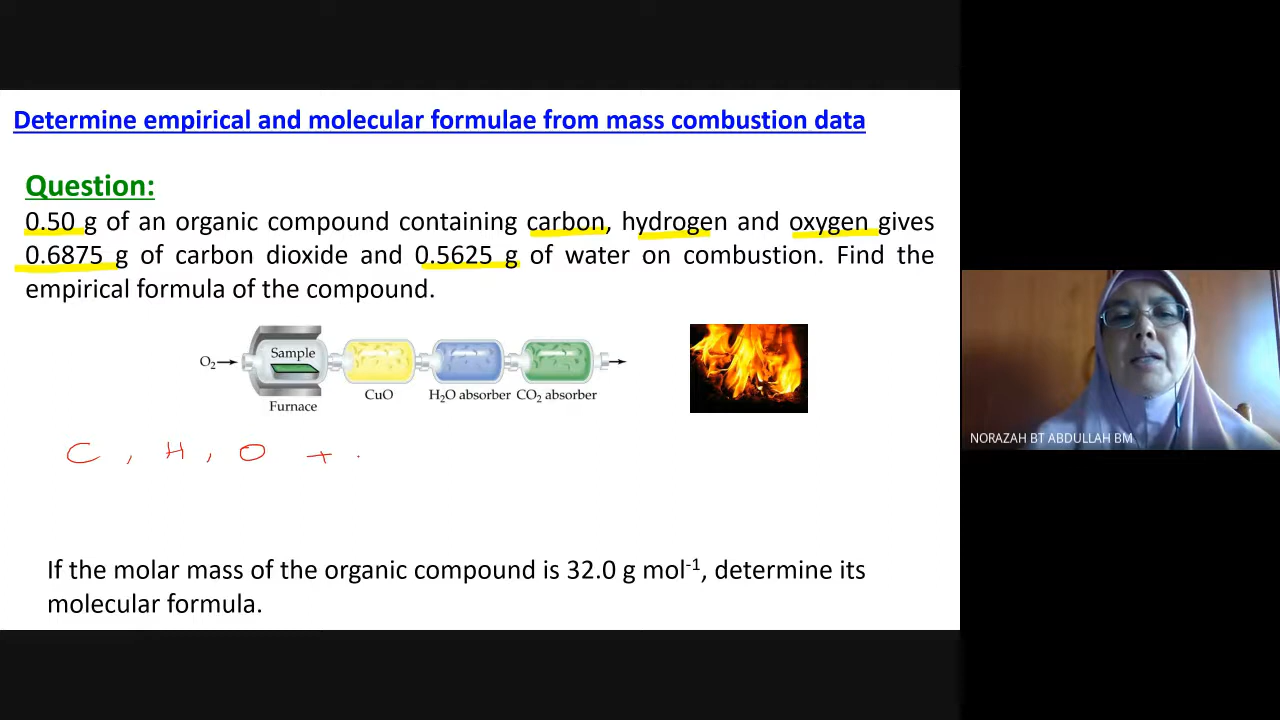 Determine empirical and molecular formulae from mass combustion data
Question:
0.50 g of an organic compound containing carbon, hydrogen and oxygen gives
0.6875 g of carbon dioxide and 0.5625 g of water on combustion. Find the
empirical formula of the compound.
O₂
Sample
Furnace
CuO
H₂O absorber
CO₂ absorber
C , H , O +
If the molar mass of the organic compound is 32.0 g mol⁻¹, determine its
molecular formula.
NORAZAH BT ABDULLAH BM